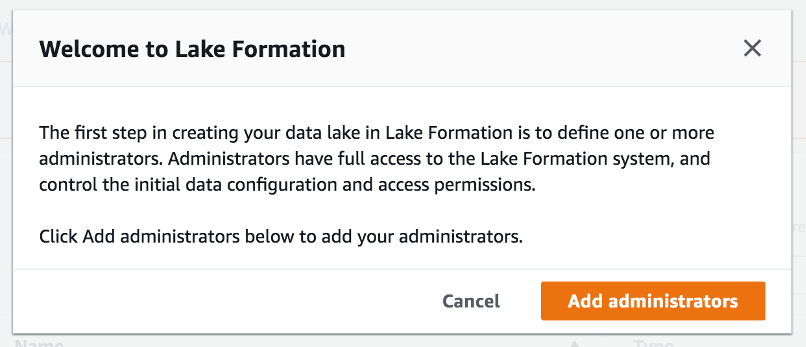 Welcome to Lake Formation
The first step in creating your data lake in Lake Formation is to define one or more
administrators. Administrators have full access to the Lake Formation system, and
control the initial data configuration and access permissions.
Click Add administrators below to add your administrators.
Cancel
Add administrators
Name
Type